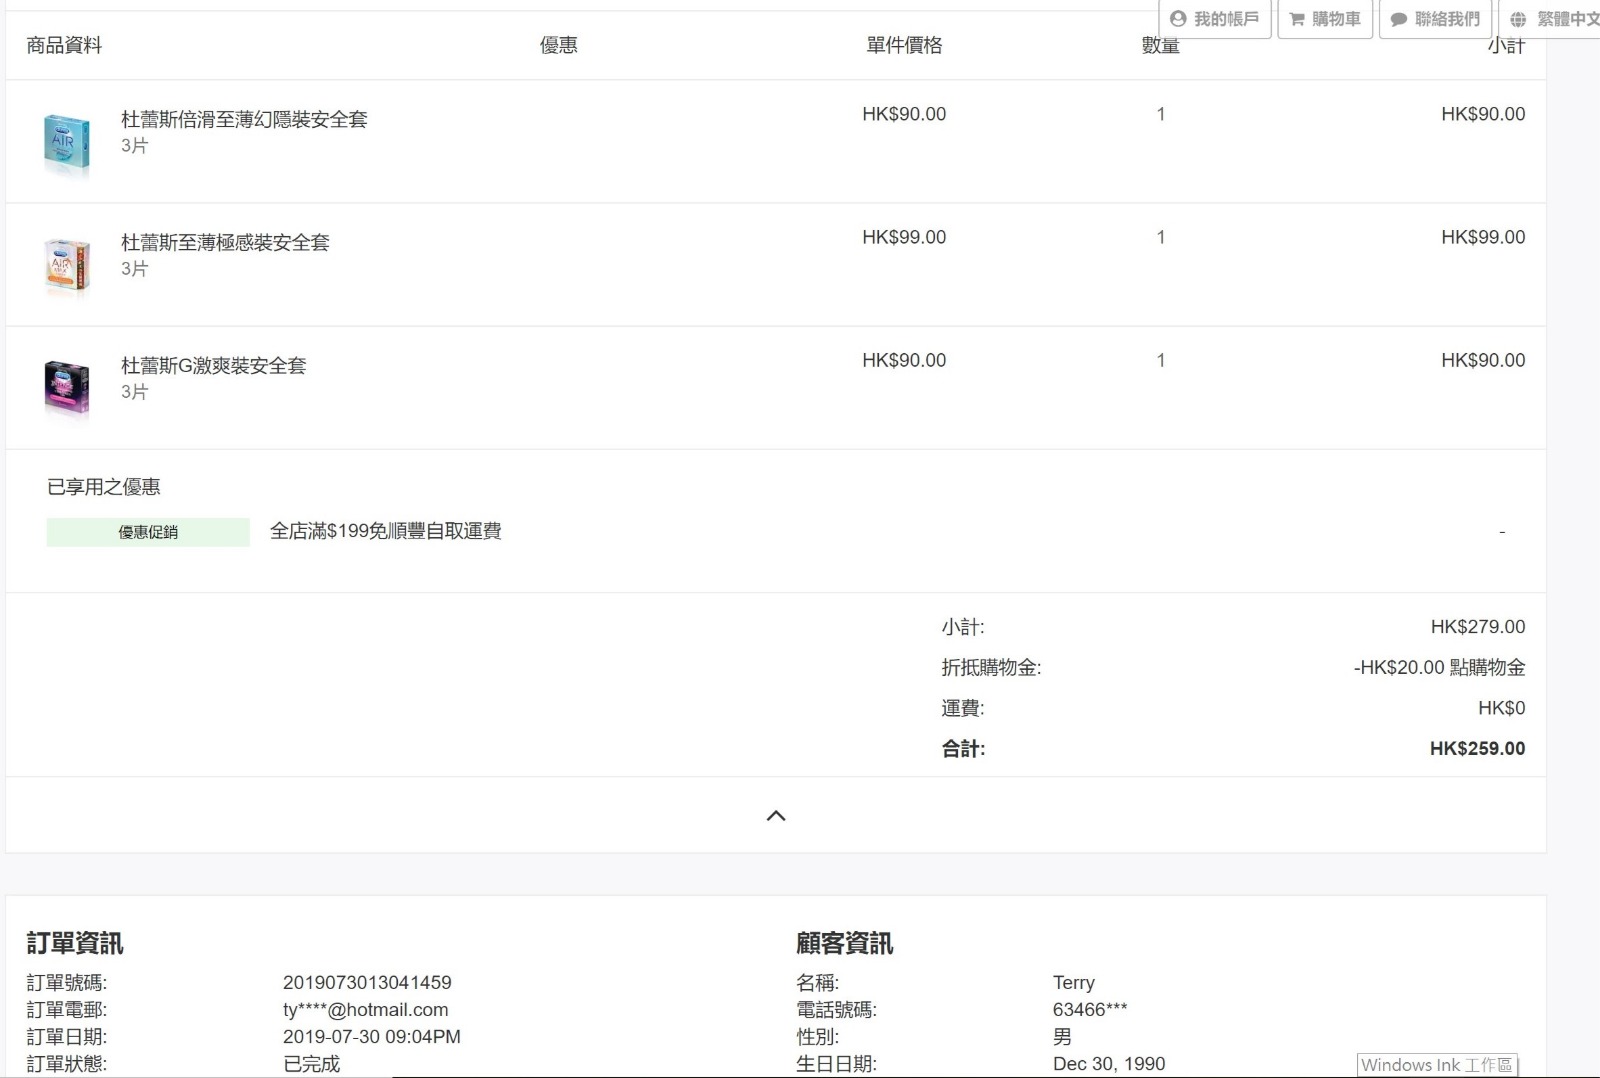 我的帳戶
購物車
聯絡我們
繁體中文
商品資料 優惠 單件價格 數量 小計
杜蕾斯倍滑至薄幻隱裝安全套 HK$90.00 1 HK$90.00
3片
AIR
杜蕾斯至薄極感裝安全套 HK$99.00 1 HK$99.00
3片
AIR
杜蕾斯G激爽裝安全套 HK$90.00 1 HK$90.00
3片
已享用之優惠
優惠促銷 全店滿$199免順豐自取運費 -
小計: HK$279.00
折抵購物金: -HK$20.00 點購物金
運費: HK$0
合計: HK$259.00
訂單資訊
訂單號碼: 2019073013041459
訂單電郵: ty****@hotmail.com
訂單日期: 2019-07-30 09:04PM
訂單狀態: 已完成
顧客資訊
名稱: Terry
電話號碼: 63466***
性別: 男
生日日期: Dec 30, 1990
Windows Ink 工作區